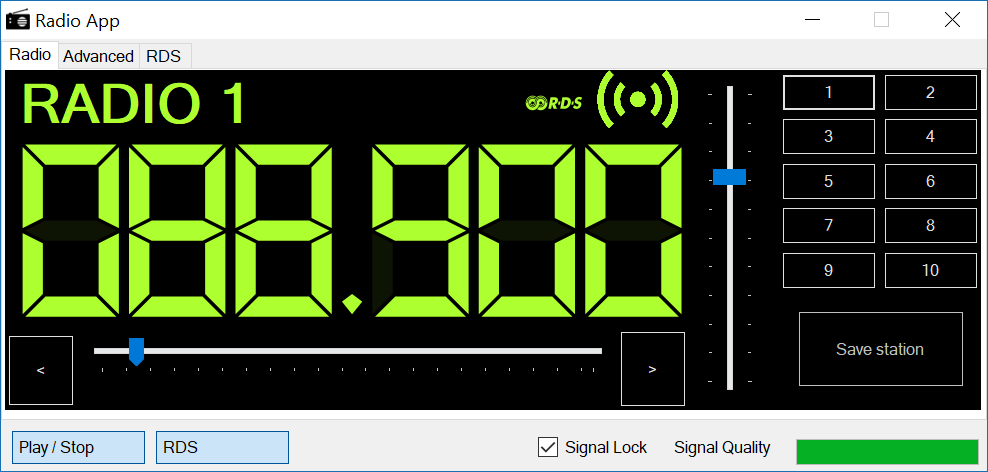 Radio App
Radio Advanced RDS
RADIO 1 R·D·S
088.900
< >
1 2
3 4
5 6
7 8
9 10
Save station
Play / Stop RDS Signal Lock Signal Quality